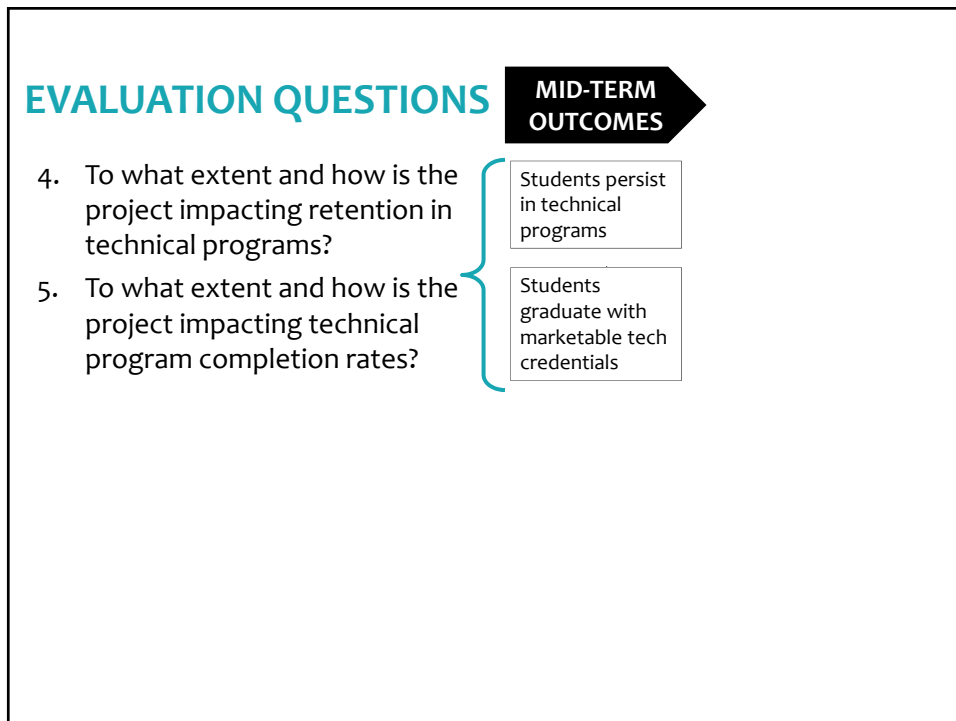 EVALUATION QUESTIONS
MID-TERM
OUTCOMES
4. To what extent and how is the
project impacting retention in
technical programs?
5. To what extent and how is the
project impacting technical
program completion rates?
Students persist
in technical
programs
Students
graduate with
marketable tech
credentials